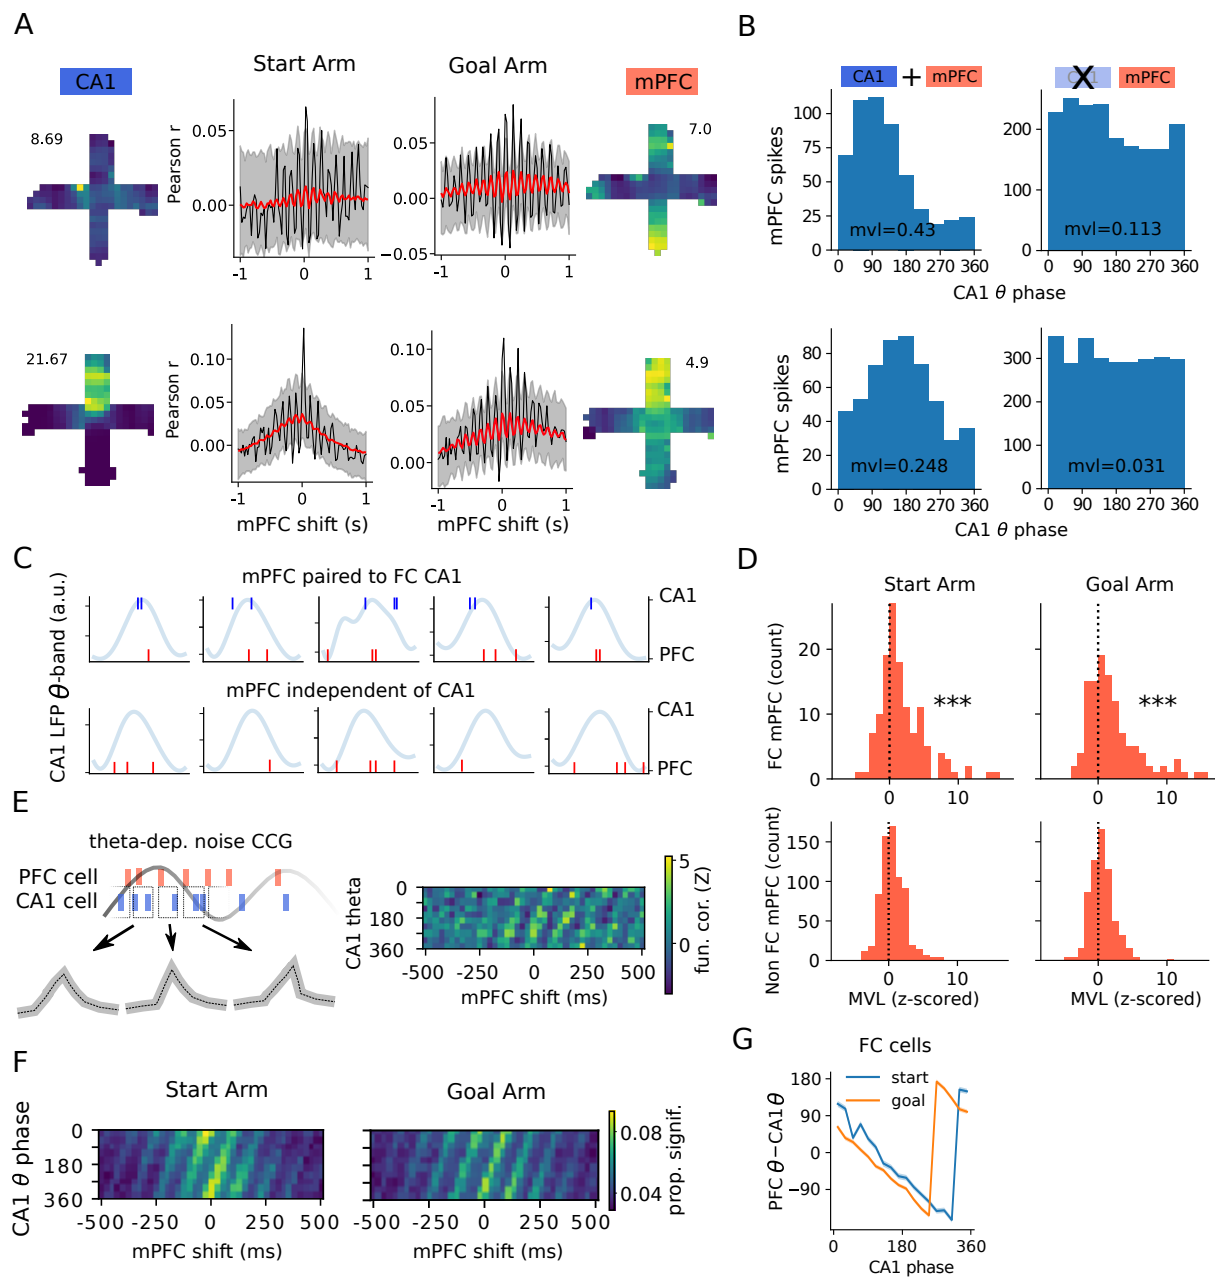 A
CA1
Start Arm
Goal Arm
mPFC
8.69
Pearson r
0.05
0.00
-1
0
1
0.05
0.00
−0.05
-1
0
1
7.0
21.67
Pearson r
0.10
0.05
0.00
-1
0
1
mPFC shift (s)
0.10
0.05
0.00
-1
0
1
mPFC shift (s)
4.9
B
CA1 + mPFC
CA1 X mPFC
mPFC spikes
100
75
50
25
0
mvl=0.43
0 90 180 270 360
200
100
0
mvl=0.113
0 90 180 270 360
CA1 θ phase
mPFC spikes
80
60
40
20
0
mvl=0.248
0 90 180 270 360
300
200
100
0
mvl=0.031
0 90 180 270 360
CA1 θ phase
C
CA1 LFP θ-band (a.u.)
mPFC paired to FC CA1
CA1
PFC
mPFC independent of CA1
CA1
PFC
D
Start Arm
Goal Arm
FC mPFC (count)
20
10
0
***
0 10
***
0 10
Non FC mPFC (count)
150
100
50
0
0 10
MVL (z-scored)
0 10
MVL (z-scored)
E
theta-dep. noise CCG
PFC cell
CA1 cell
CA1 theta
0
180
360
-500 -250 0 250 500
mPFC shift (ms)
5
0
fun. cor. (Z)
F
Start Arm
Goal Arm
CA1 θ phase
0
180
360
-500 -250 0 250 500
mPFC shift (ms)
-500 -250 0 250 500
mPFC shift (ms)
0.08
0.04
prop. signif.
G
FC cells
start
goal
PFC θ−CA1 θ
180
90
0
−90
0 180 360
CA1 phase